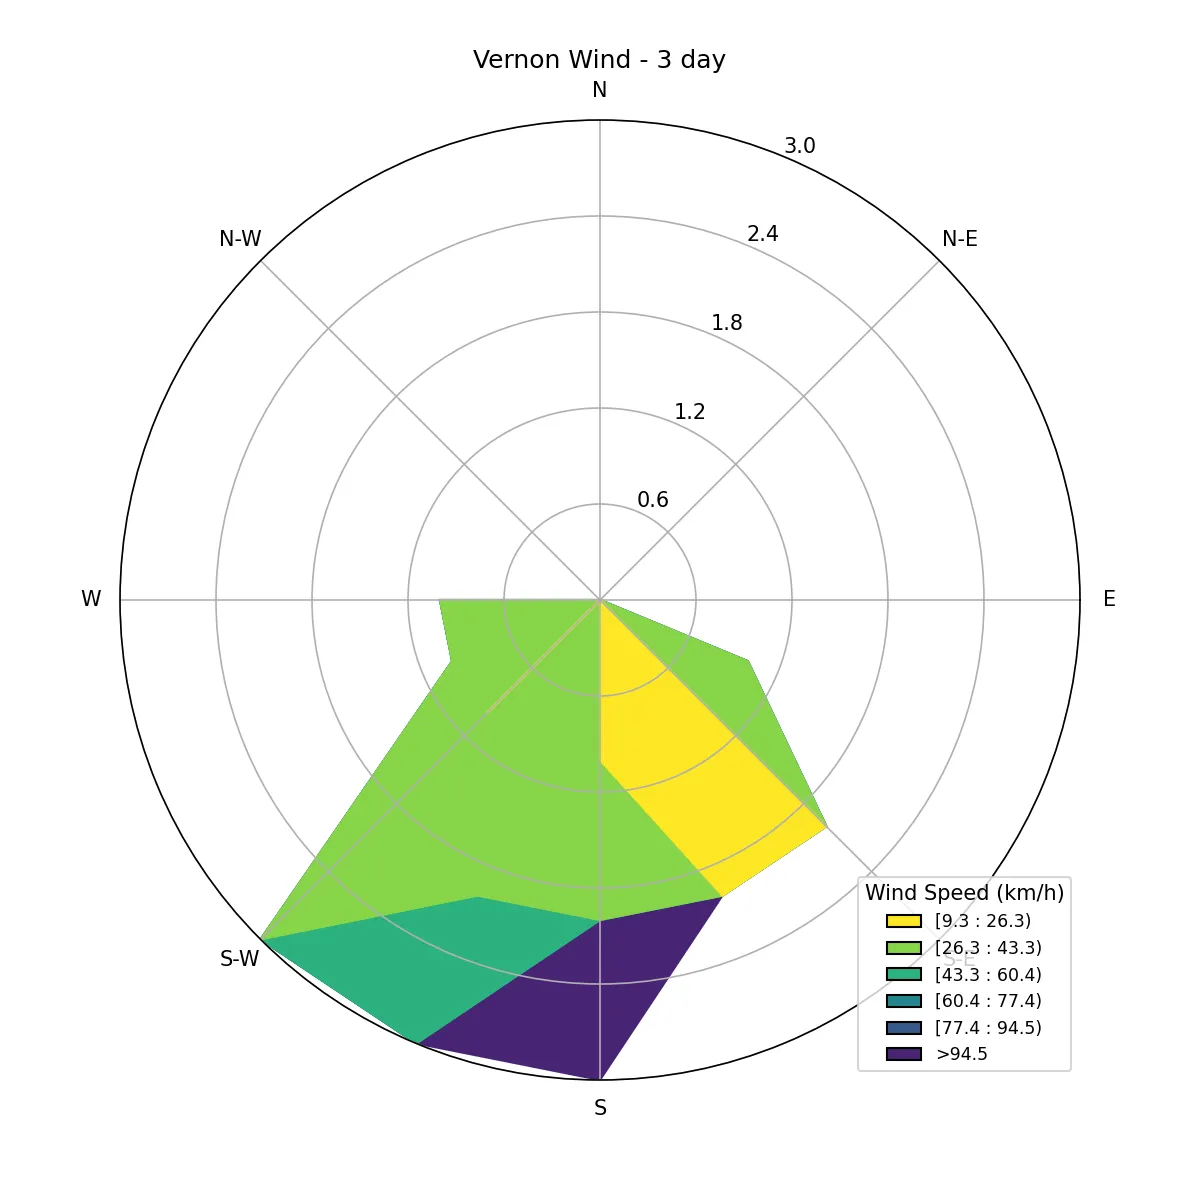 Vernon Wind - 3 day
N
3.0
N-W
2.4
N-E
1.8
1.2
0.6
W
E
Wind Speed (km/h)
[9.3 : 26.3)
[26.3 : 43.3)
S-W
S-E
[43.3 : 60.4)
[60.4 : 77.4)
[77.4 : 94.5)
>94.5
S